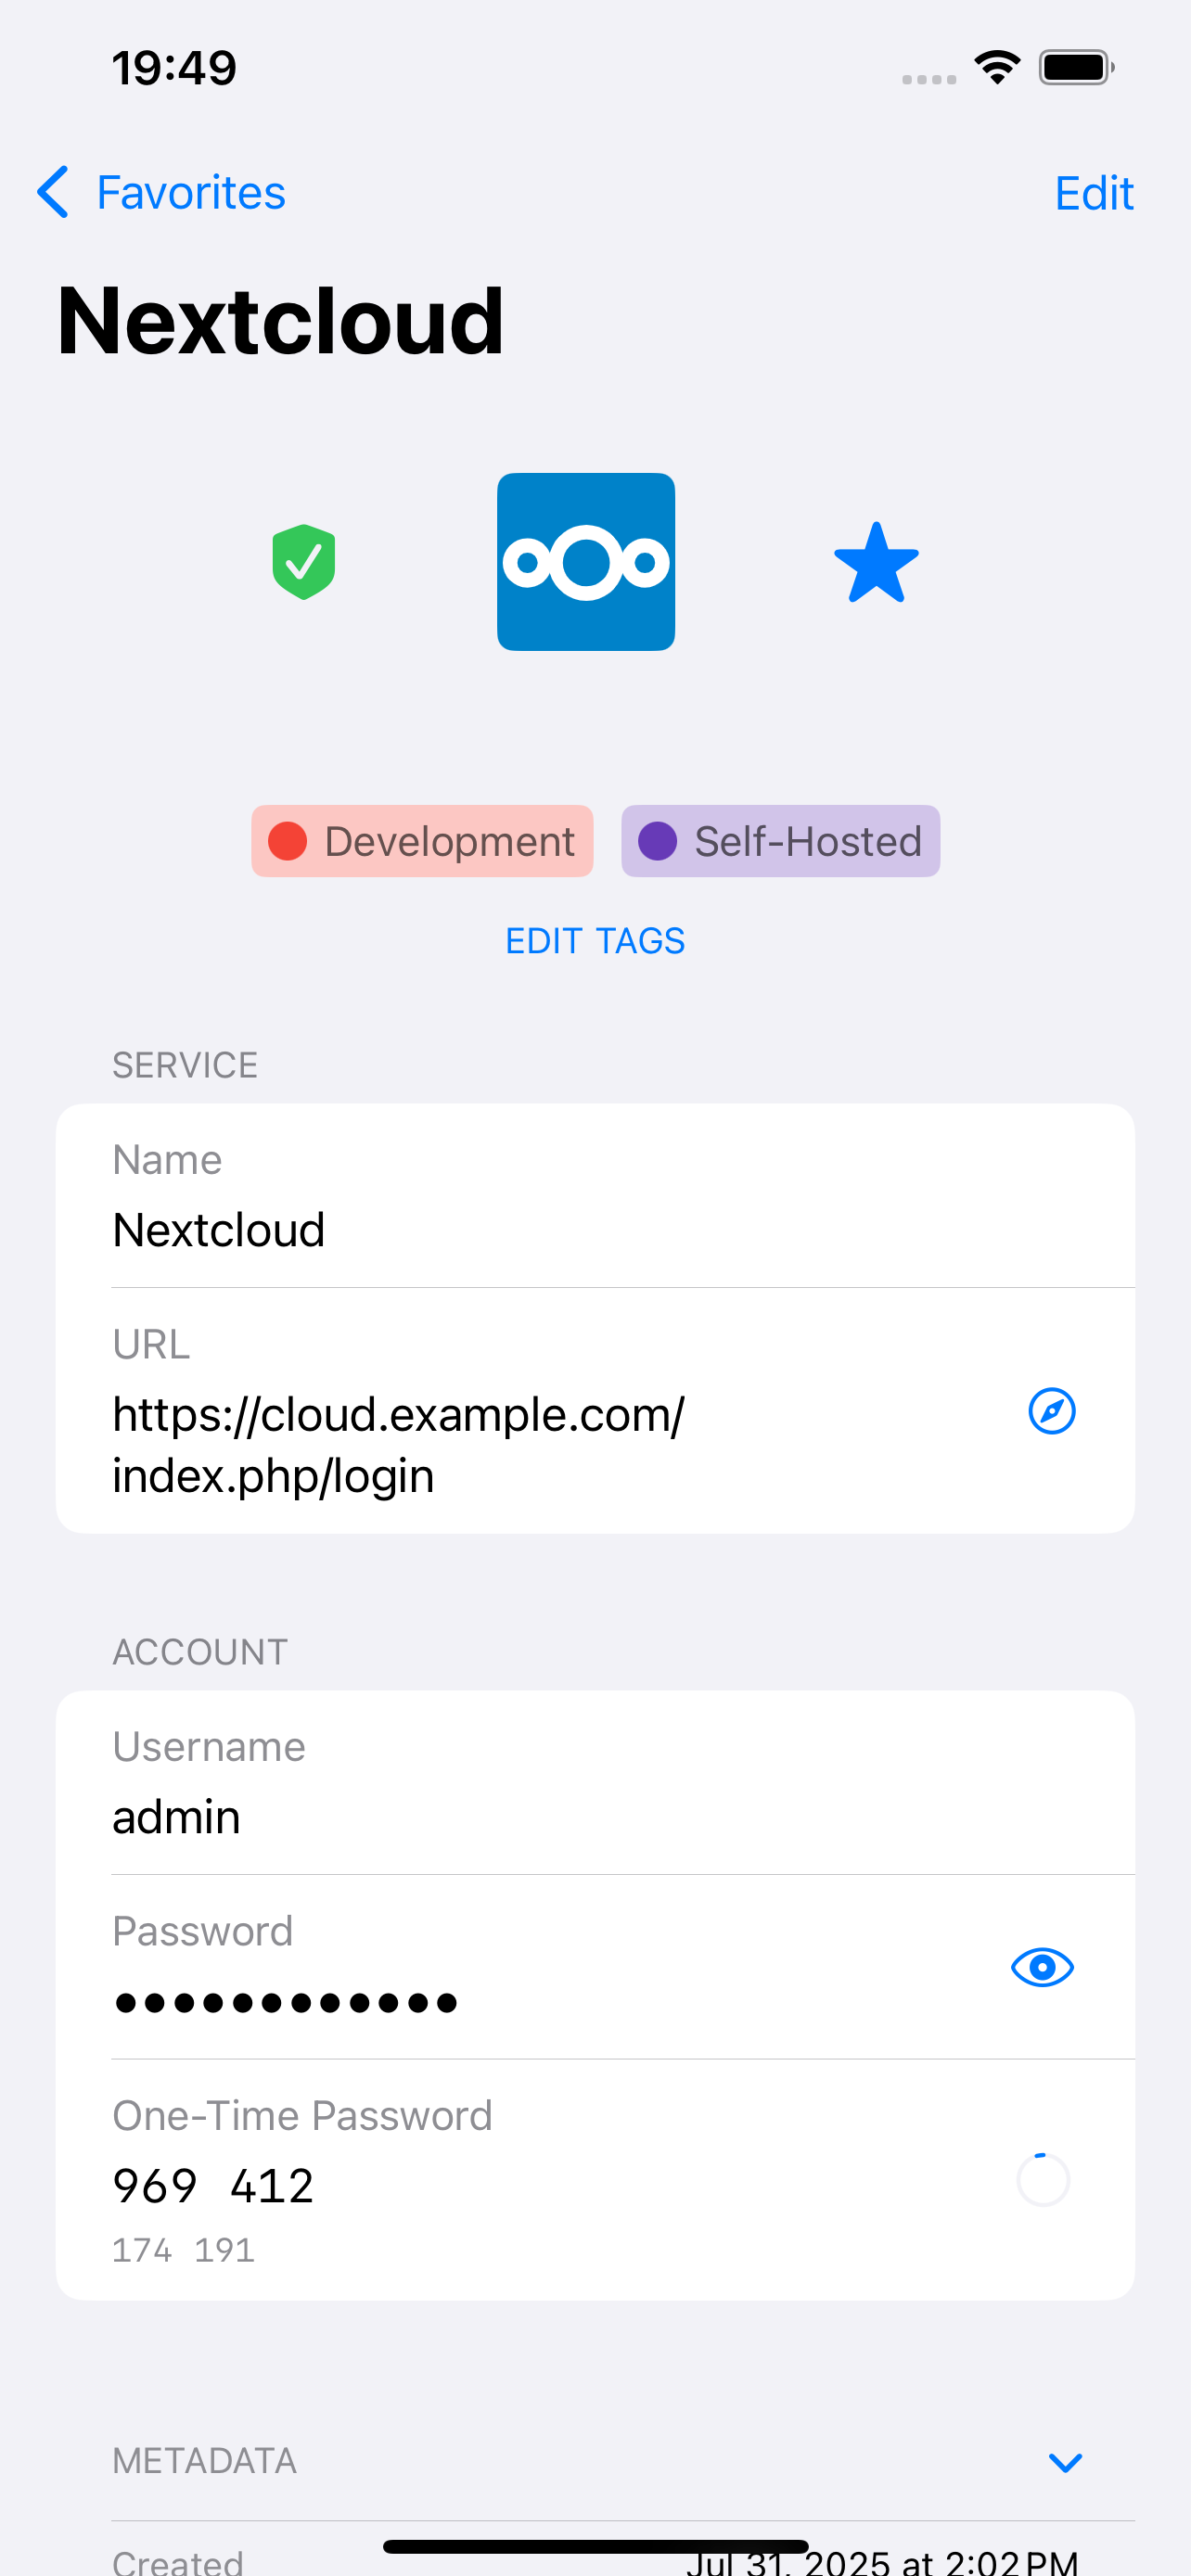 19:49
Favorites
Edit
Nextcloud
Development
Self-Hosted
EDIT TAGS
SERVICE
Name
Nextcloud
URL
https://cloud.example.com/
index.php/login
ACCOUNT
Username
admin
Password
●●●●●●●●●●●●
One-Time Password
969 412
174 191
METADATA
Created
Jul 31, 2025 at 2:02 PM